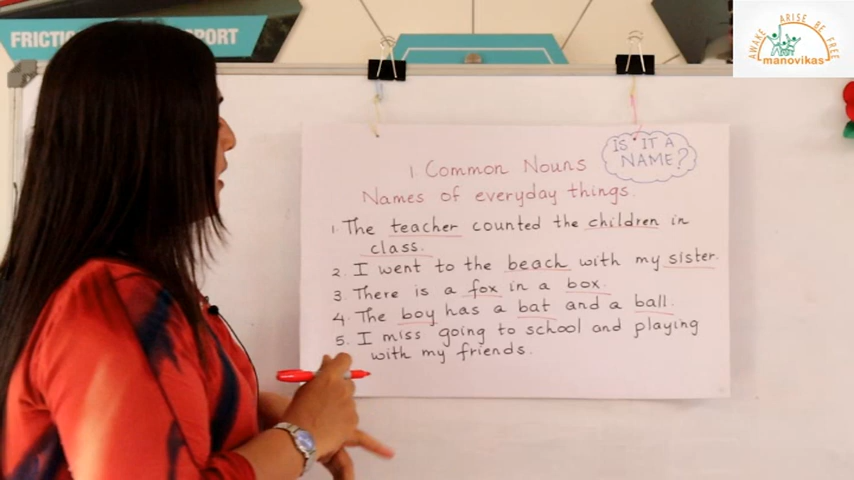 FRICTIO
PORT
AWAKE ARISE BE FREE
manovikas
IS IT A
NAME?
1 Common Nouns
Names of everyday things.
1. The teacher counted the children in
class.
2. I went to the beach with my sister.
3. There is a fox in a box.
4. The boy has a bat and a ball.
5. I miss going to school and playing
with my friends.